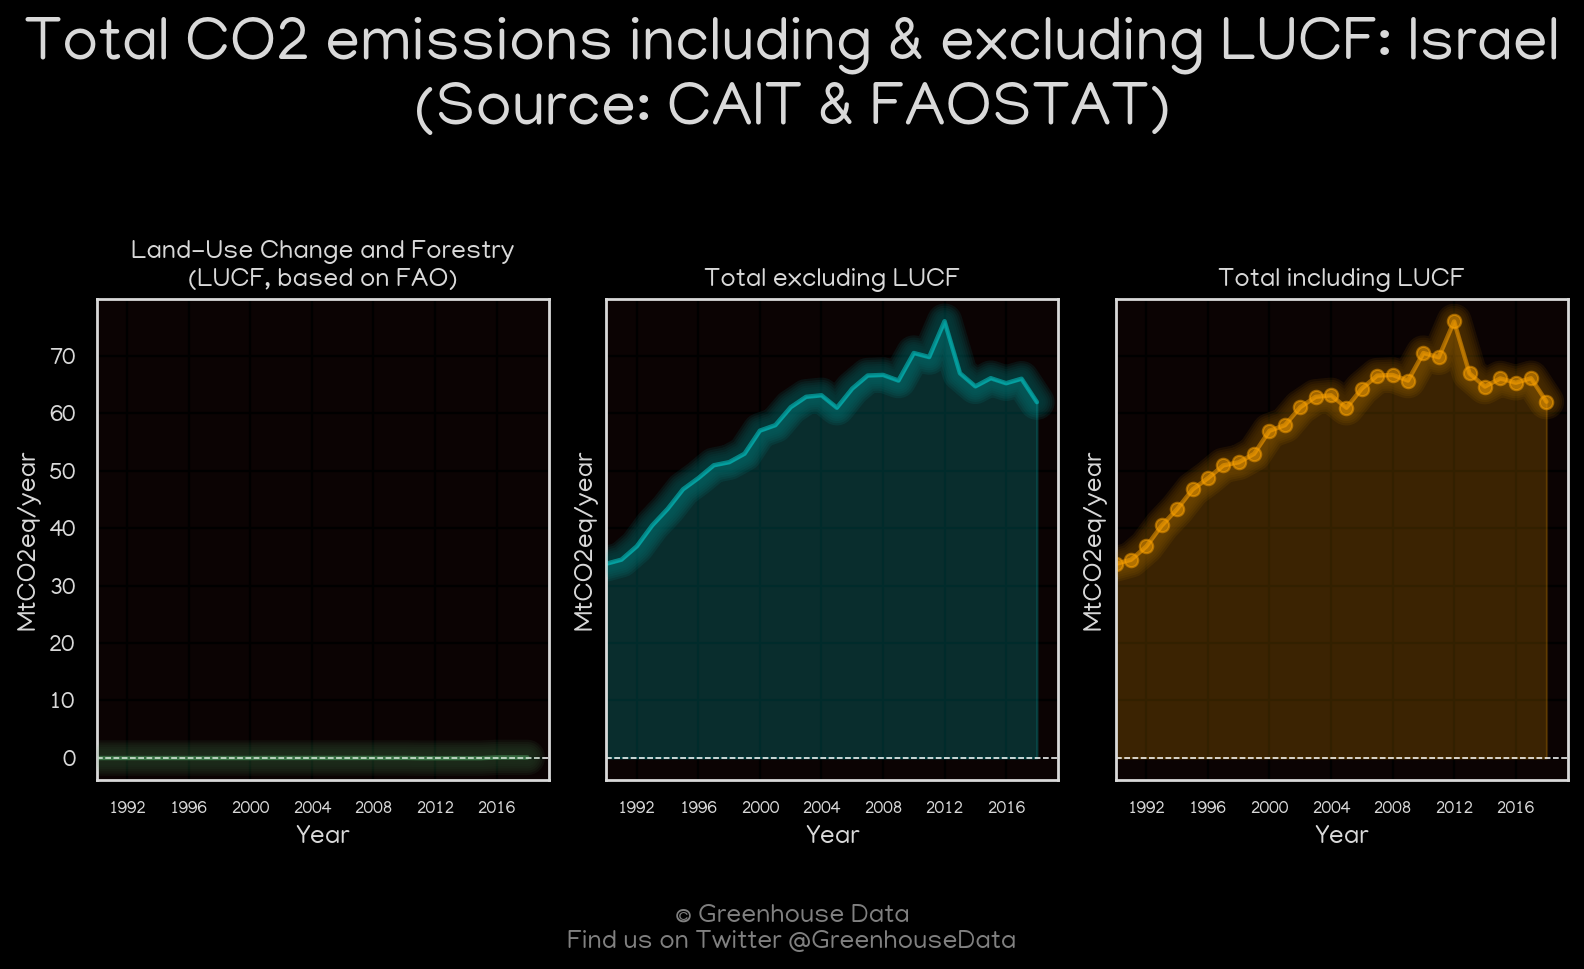 Total CO2 emissions including & excluding LUCF: Israel
(Source: CAIT & FAOSTAT)
Land-Use Change and Forestry
(LUCF, based on FAO)
Total excluding LUCF
Total including LUCF
MtCO2eq/year
70
60
50
40
30
20
10
0
1992 1996 2000 2004 2008 2012 2016
Year
MtCO2eq/year
1992 1996 2000 2004 2008 2012 2016
Year
MtCO2eq/year
1992 1996 2000 2004 2008 2012 2016
Year
© Greenhouse Data
Find us on Twitter @GreenhouseData